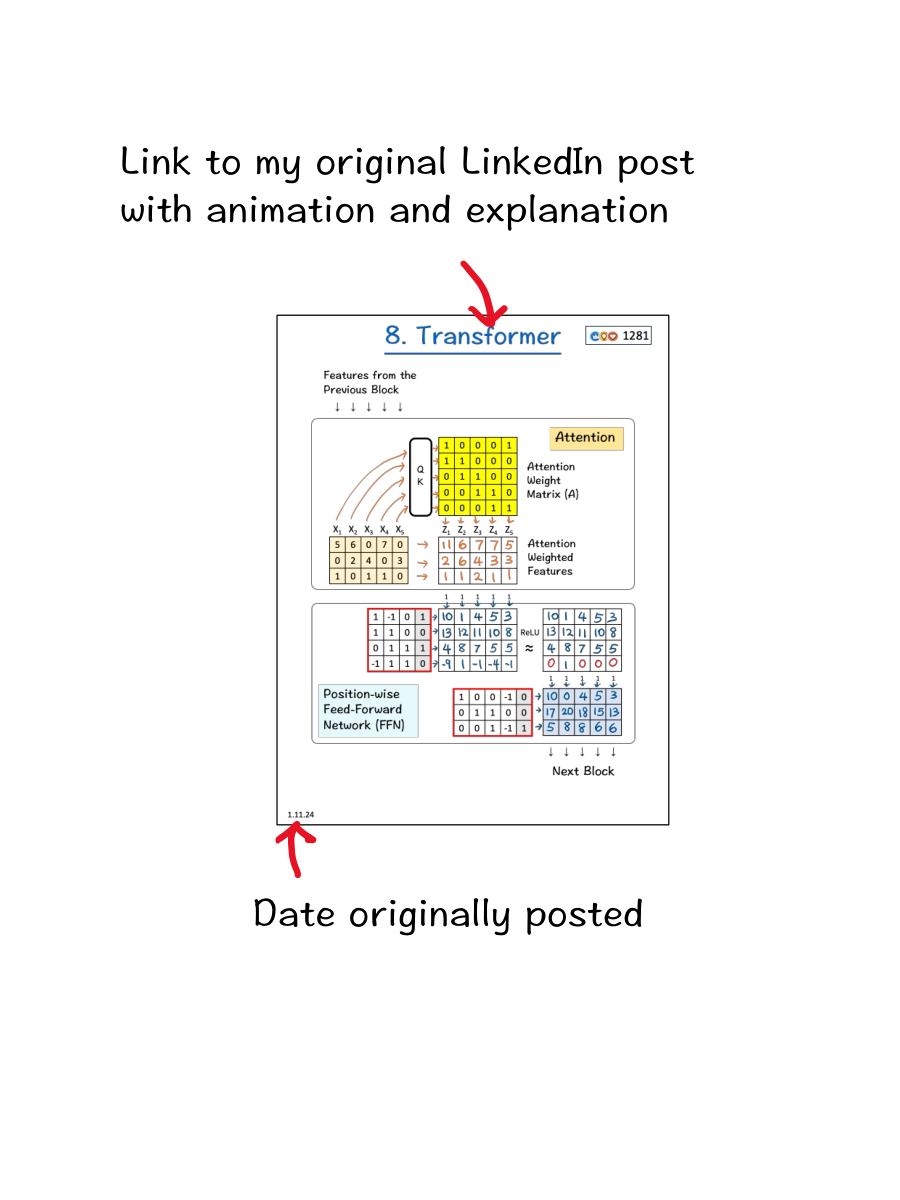 Link to my original LinkedIn post
with animation and explanation
8. Transformer
1281
Features from the
Previous Block
↓ ↓ ↓ ↓ ↓
Attention
Q
K
1 0 0 0 1
1 1 0 0 0
0 1 1 0 0
0 0 1 1 0
0 0 0 1 1
Attention
Weight
Matrix (A)
X₁ X₂ X₃ X₄ X₅
Z₁ Z₂ Z₃ Z₄ Z₅
5 6 0 7 0
0 2 4 0 3
1 0 1 1 0
11 6 7 7 5
2 6 4 3 3
1 1 2 1 1
Attention
Weighted
Features
1 1 1 1 1
1 -1 0 1
1 1 0 0
0 1 1 1
-1 1 1 0
10 1 4 5 3
13 12 11 10 8
4 8 7 5 5
-9 1 -1 -4 -1
ReLU
≈
10 1 4 5 3
13 12 11 10 8
4 8 7 5 5
0 1 0 0 0
1 1 1 1 1
Position-wise
Feed-Forward
Network (FFN)
1 0 0 -1 0
0 1 1 0 0
0 0 1 -1 1
10 0 4 5 3
17 20 18 15 13
5 8 8 6 6
↓ ↓ ↓ ↓ ↓
Next Block
1.11.24
Date originally posted